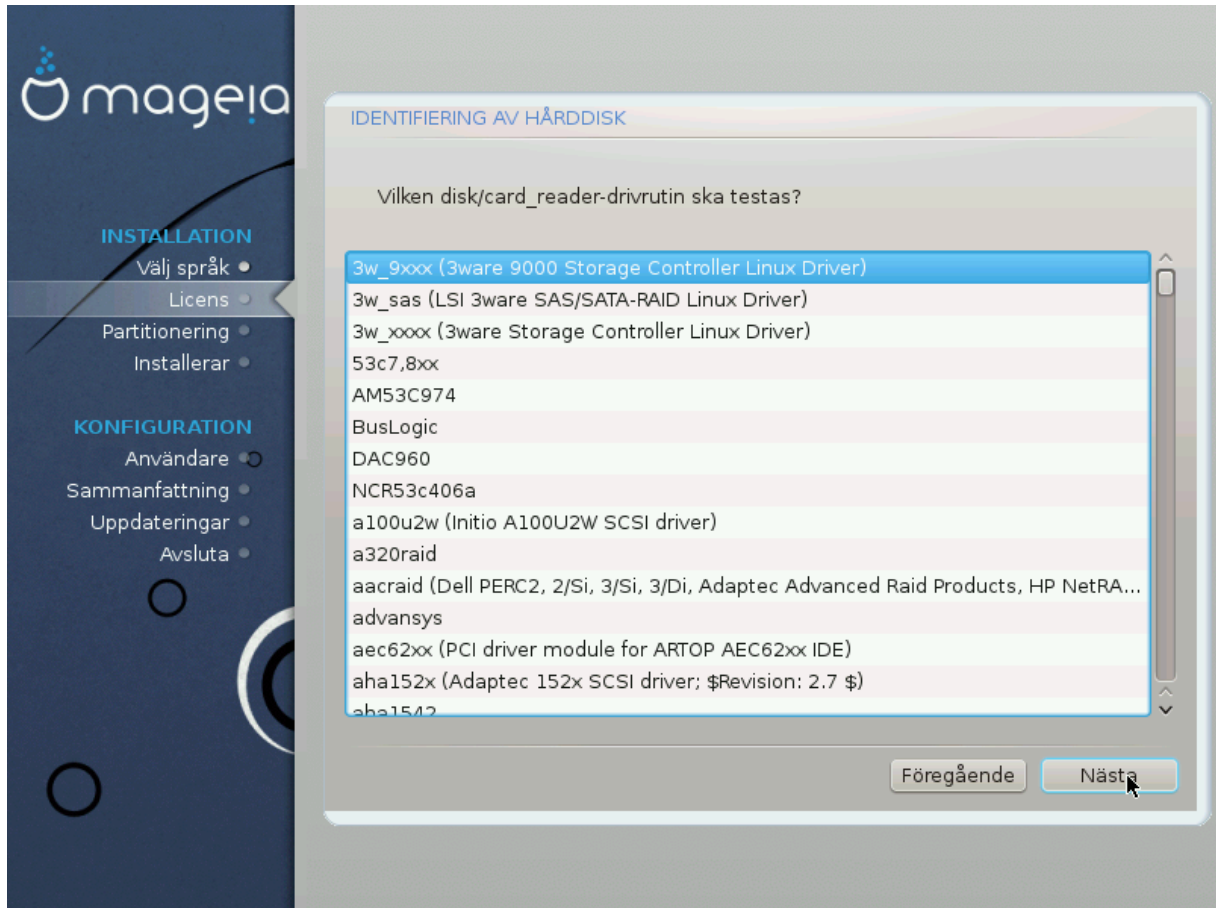 mageia
INSTALLATION
Välj språk
Licens
Partitionering
Installerar
KONFIGURATION
Användare
Sammanfattning
Uppdateringar
Avsluta
IDENTIFIERING AV HÅRDDISK
Vilken disk/card_reader-drivrutin ska testas?
3w_9xxx (3ware 9000 Storage Controller Linux Driver)
3w_sas (LSI 3ware SAS/SATA-RAID Linux Driver)
3w_xxxx (3ware Storage Controller Linux Driver)
53c7,8xx
AM53C974
BusLogic
DAC960
NCR53c406a
a100u2w (Initio A100U2W SCSI driver)
a320raid
aacraid (Dell PERC2, 2/Si, 3/Si, 3/Di, Adaptec Advanced Raid Products, HP NetRA...
advansys
aec62xx (PCI driver module for ARTOP AEC62xx IDE)
aha152x (Adaptec 152x SCSI driver; $Revision: 2.7 $)
aha1542
Föregående
Nästa